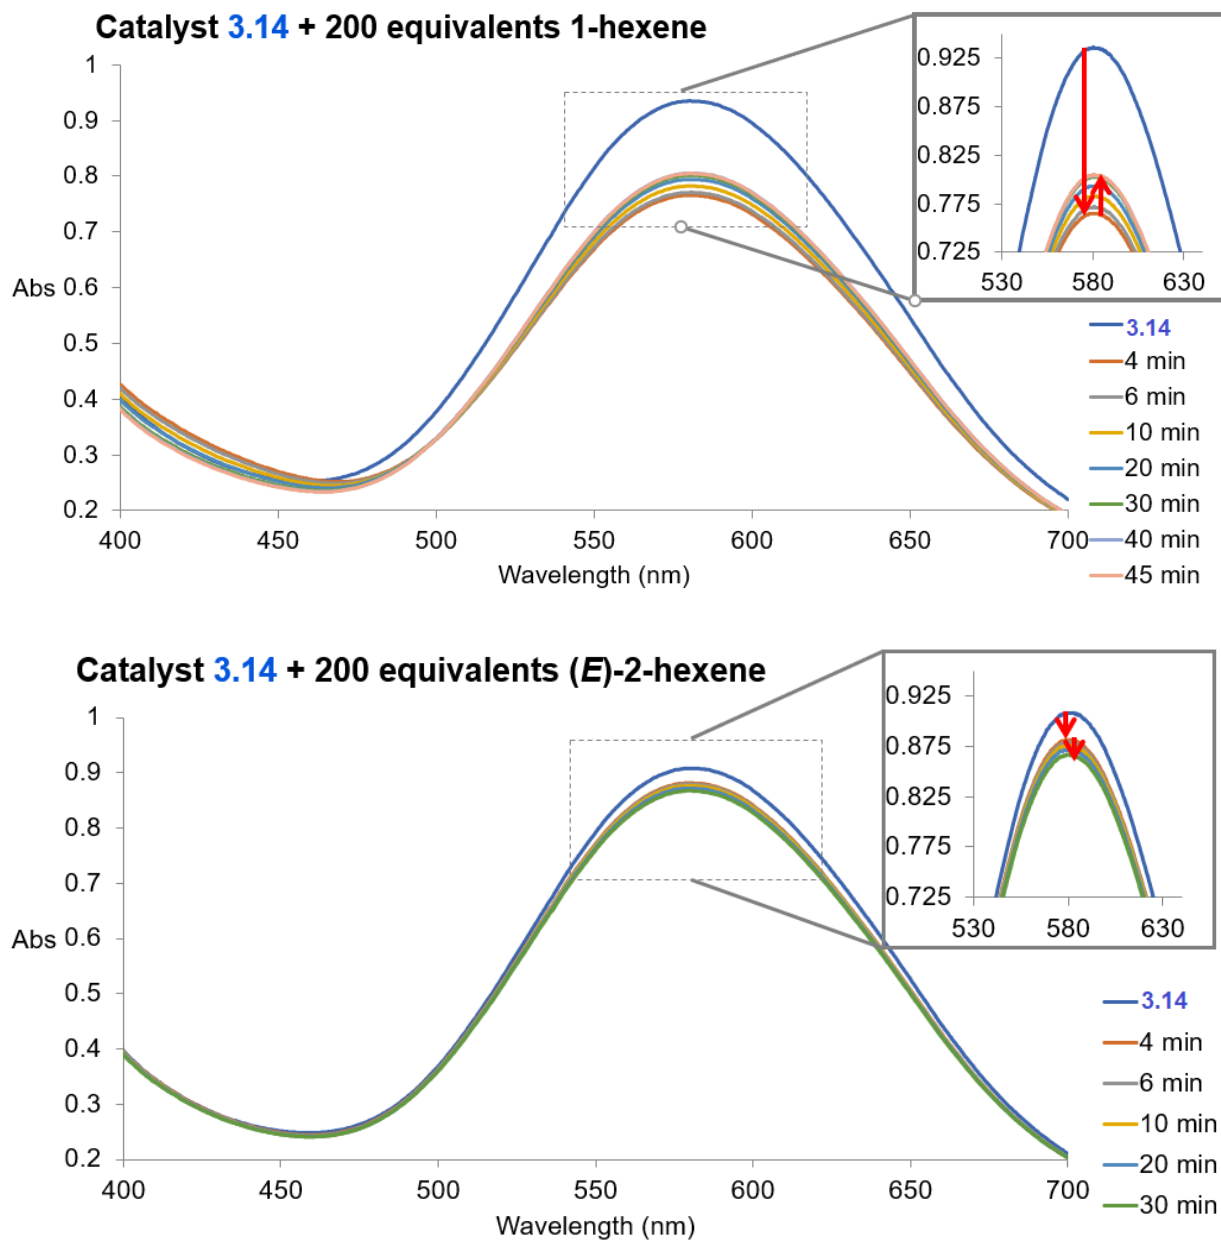 Catalyst 3.14 + 200 equivalents 1-hexene
1
0.9
0.8
0.7
0.6
Abs
0.5
0.4
0.3
0.2
400 450 500 550 600 650 700
Wavelength (nm)
0.925
0.875
0.825
0.775
0.725
530 580 630
3.14
4 min
6 min
10 min
20 min
30 min
40 min
45 min
Catalyst 3.14 + 200 equivalents (E)-2-hexene
1
0.9
0.8
0.7
Abs 0.6
0.5
0.4
0.3
0.2
400 450 500 550 600 650 700
Wavelength (nm)
0.925
0.875
0.825
0.775
0.725
530 580 630
3.14
4 min
6 min
10 min
20 min
30 min